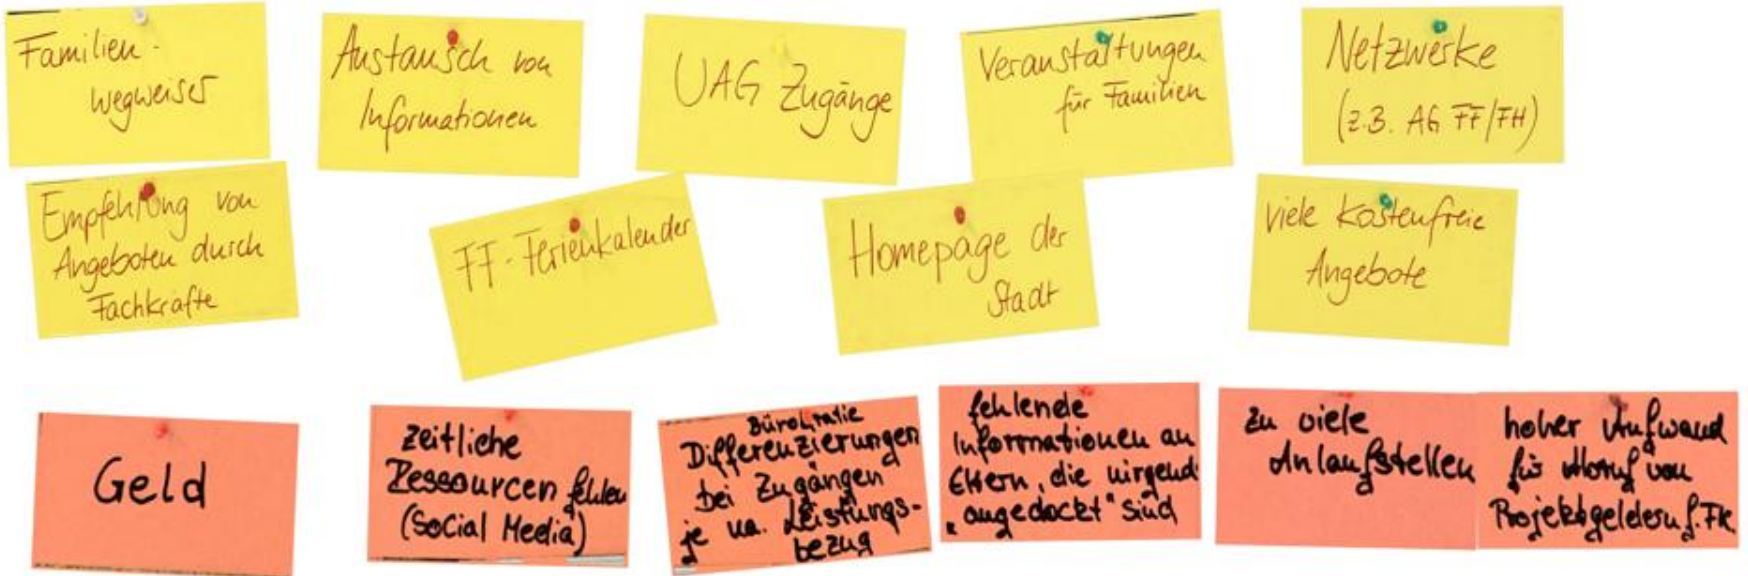 Familien-
wegweiser
Austausch von
Informationen
UAG Zugänge
Veranstaltungen
für Familien
Netzwerke
(z.B. AG FF/FH)
Empfehlung von
Angeboten durch
Fachkräfte
FF-Ferienkalender
Homepage der
Stadt
viele kostenfreie
Angebote
Geld
zeitliche
Ressourcen fehlen
(Social Media)
Bürokratie
Differenzierungen
bei Zugängen
je na. Leistungs-
bezug
fehlende
Informationen an
Eltern, die nirgend
"angedockt" sind
zu viele
Anlaufstellen
hoher Aufwand
für Abruf von
Projektgeldern f. FK